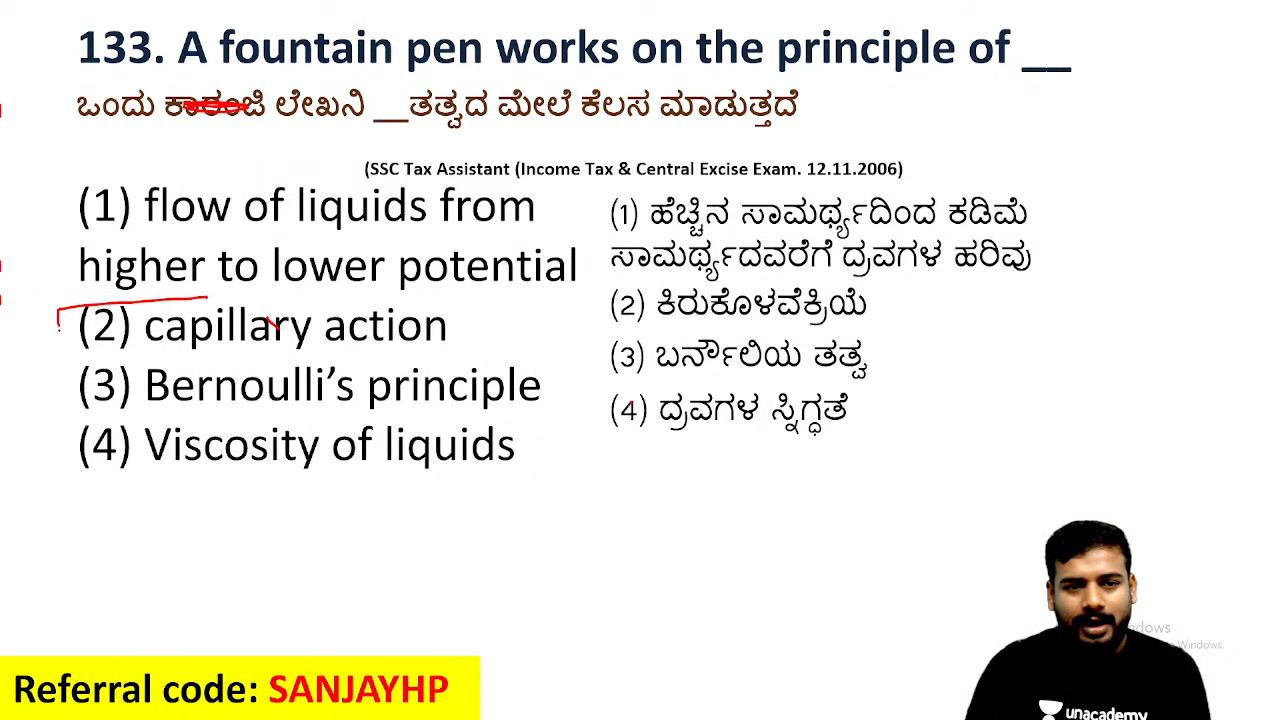 133. A fountain pen works on the principle of __
ಒಂದು ಕಾರಂಜಿ ಲೇಖನಿ __ತತ್ವದ ಮೇಲೆ ಕೆಲಸ ಮಾಡುತ್ತದೆ
(SSC Tax Assistant (Income Tax & Central Excise Exam. 12.11.2006)
(1) flow of liquids from
higher to lower potential
(2) capillary action
(3) Bernoulli’s principle
(4) Viscosity of liquids
(1) ಹೆಚ್ಚಿನ ಸಾಮರ್ಥ್ಯದಿಂದ ಕಡಿಮೆ
ಸಾಮರ್ಥ್ಯದವರೆಗೆ ದ್ರವಗಳ ಹರಿವು
(2) ಕಿರುಕೊಳವೆಕ್ರಿಯೆ
(3) ಬರ್ನೌಲಿಯ ತತ್ವ
(4) ದ್ರವಗಳ ಸ್ನಿಗ್ಧತೆ
Windows.
unacademy
Referral code: SANJAYHP